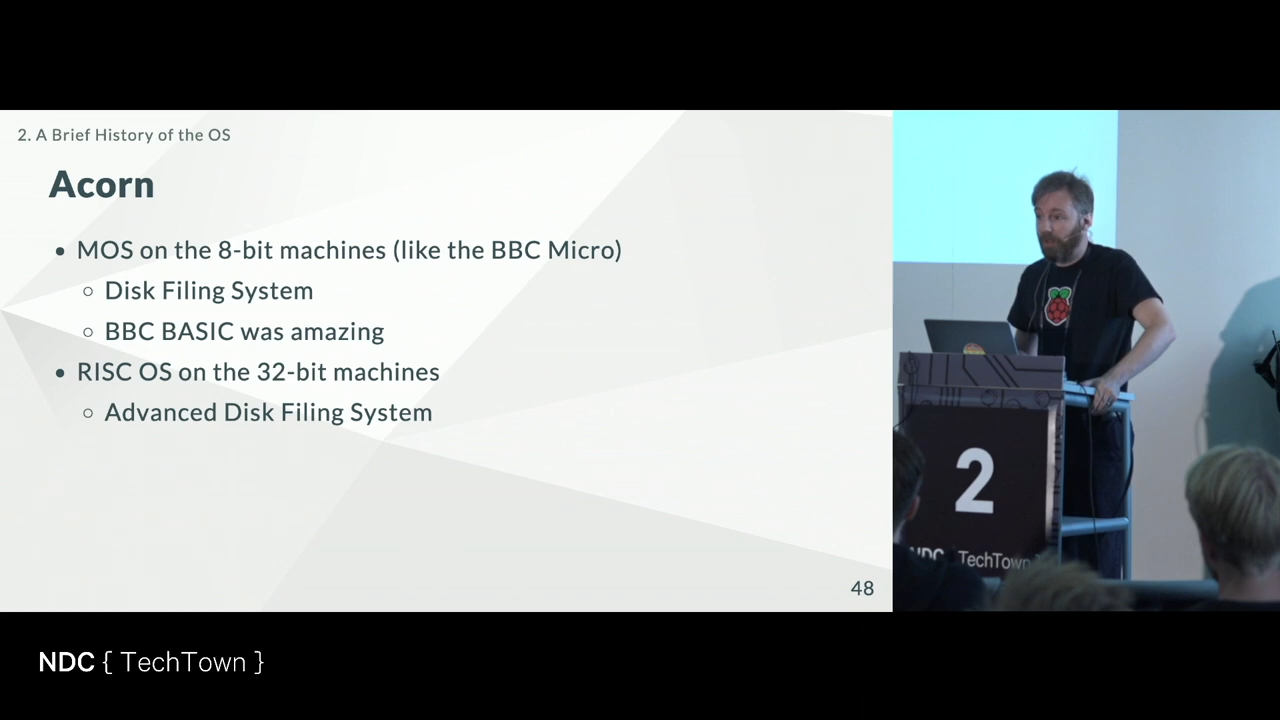 2. A Brief History of the OS
Acorn
• MOS on the 8-bit machines (like the BBC Micro)
○ Disk Filing System
○ BBC BASIC was amazing
• RISC OS on the 32-bit machines
○ Advanced Disk Filing System
48
2
NDC { TechTown }
NDC { TechTown }